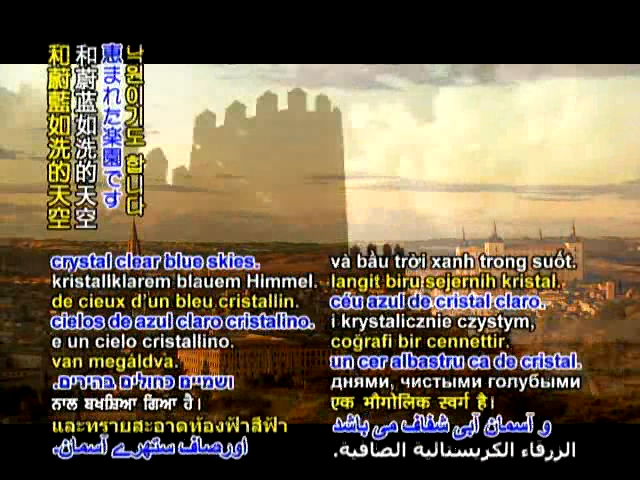 낙원이기도 합니다
恵まれた楽園です
和蔚蓝如洗的天空
和蔚藍如洗的天空
crystal clear blue skies.
kristallklarem blauem Himmel.
de cieux d'un bleu cristallin.
cielos de azul claro cristalino.
e un cielo cristallino.
van megáldva.
ושמיים כחולים בהירים.
ਨਾਲ ਬਖਸ਼ਿਆ ਗਿਆ ਹੈ।
และทรายสะอาดท้องฟ้าสีฟ้า
اورصاف ستھرے آسمان.
và bầu trời xanh trong suốt.
langit biru sejernih kristal.
céu azul de cristal claro.
i krystalicznie czystym,
coğrafi bir cennettir.
un cer albastru ca de cristal.
днями, чистыми голубыми
एक भौगोलिक स्वर्ग है।
و آسمان آبی شفاف می باشد
الزرقاء الكريستالية الصافية.